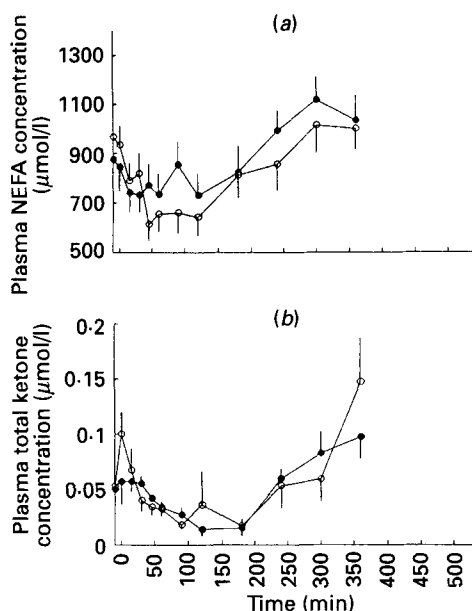 (a)
Plasma NEFA concentration
(μmol/l)
1300
1100
900
700
500
(b)
Plasma total ketone
concentration (μmol/l)
0·2
0·15
0·1
0·05
0
0 50 100 150 200 250 300 350 400 450 500
Time (min)